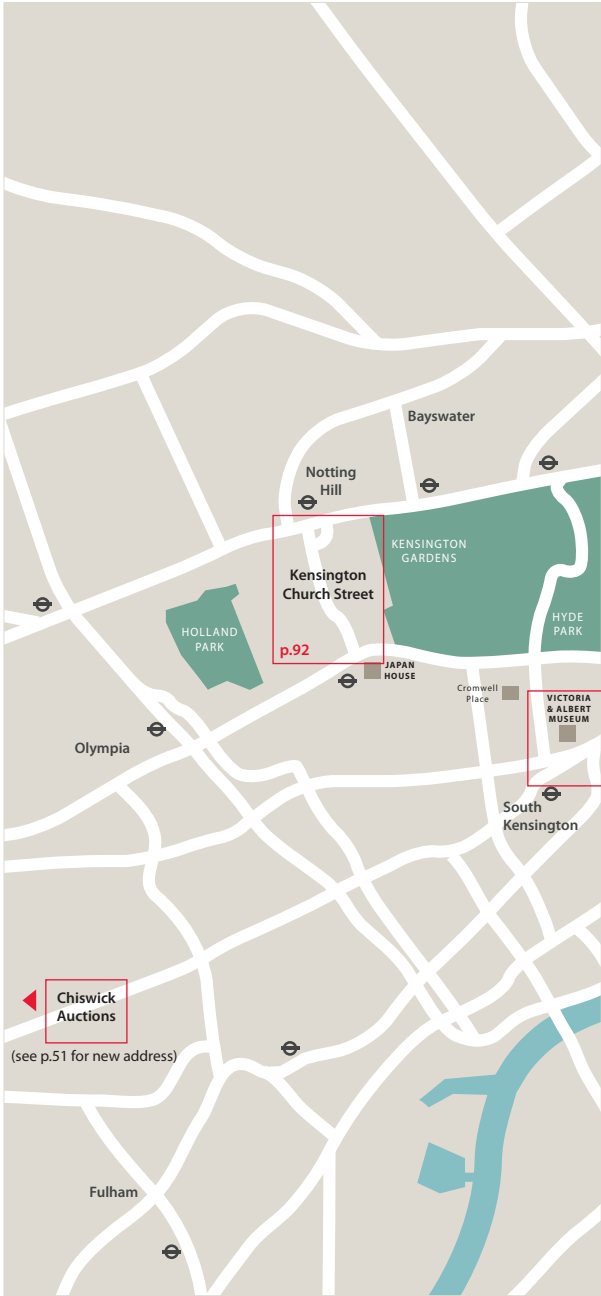 Bayswater
Notting
Hill
KENSINGTON
GARDENS
Kensington
Church Street
HYDE
PARK
HOLLAND
PARK
p.92
JAPAN
HOUSE
Cromwell
Place
VICTORIA
& ALBERT
MUSEUM
Olympia
South
Kensington
Chiswick
Auctions
(see p.51 for new address)
Fulham